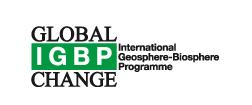 GLOBAL
IGBP
CHANGE
International
Geosphere-Biosphere
Programme